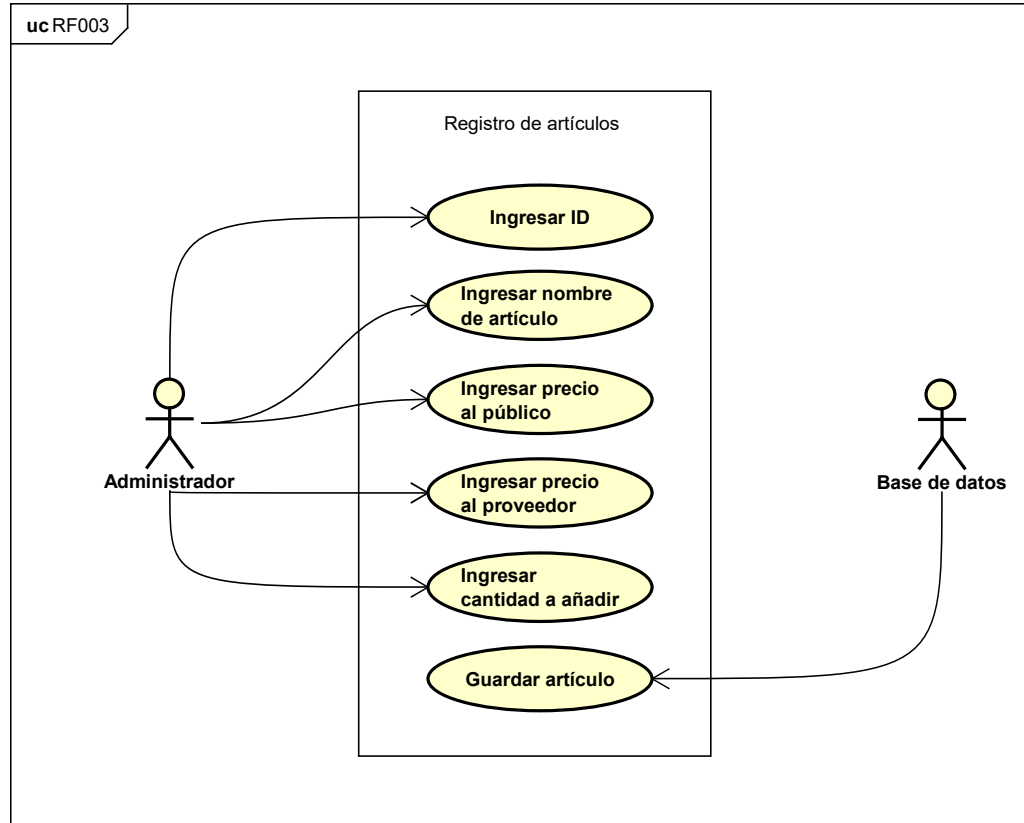 uc RF003
Registro de artículos
Ingresar ID
Ingresar nombre
de artículo
Ingresar precio
al público
Administrador
Ingresar precio
al proveedor
Base de datos
Ingresar
cantidad a añadir
Guardar artículo